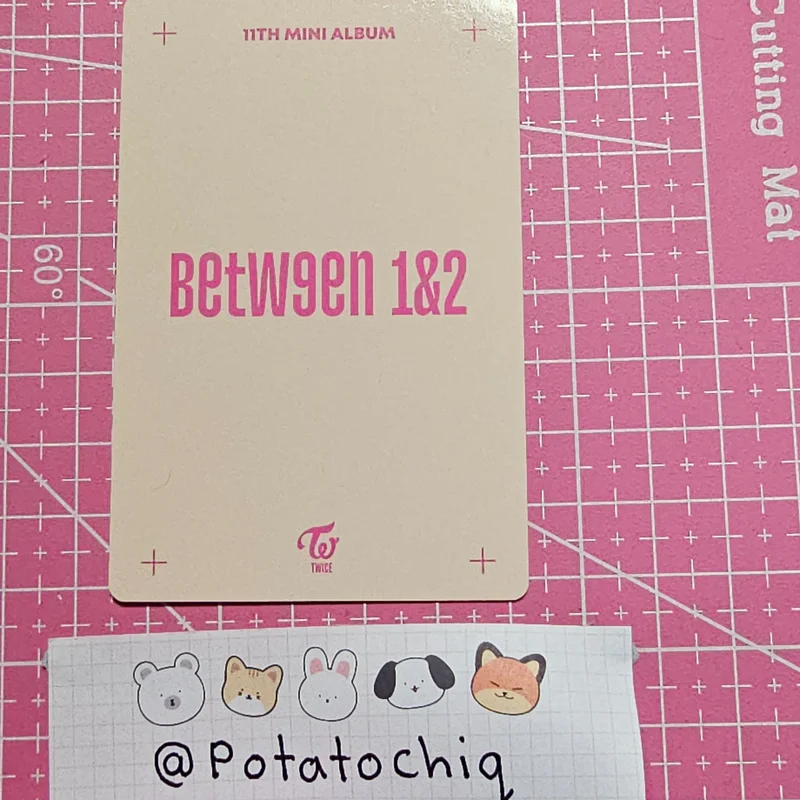 11TH MINI ALBUM
Cutting Mat
60°
Betw9en 1&2
TWICE
@Potatochiq